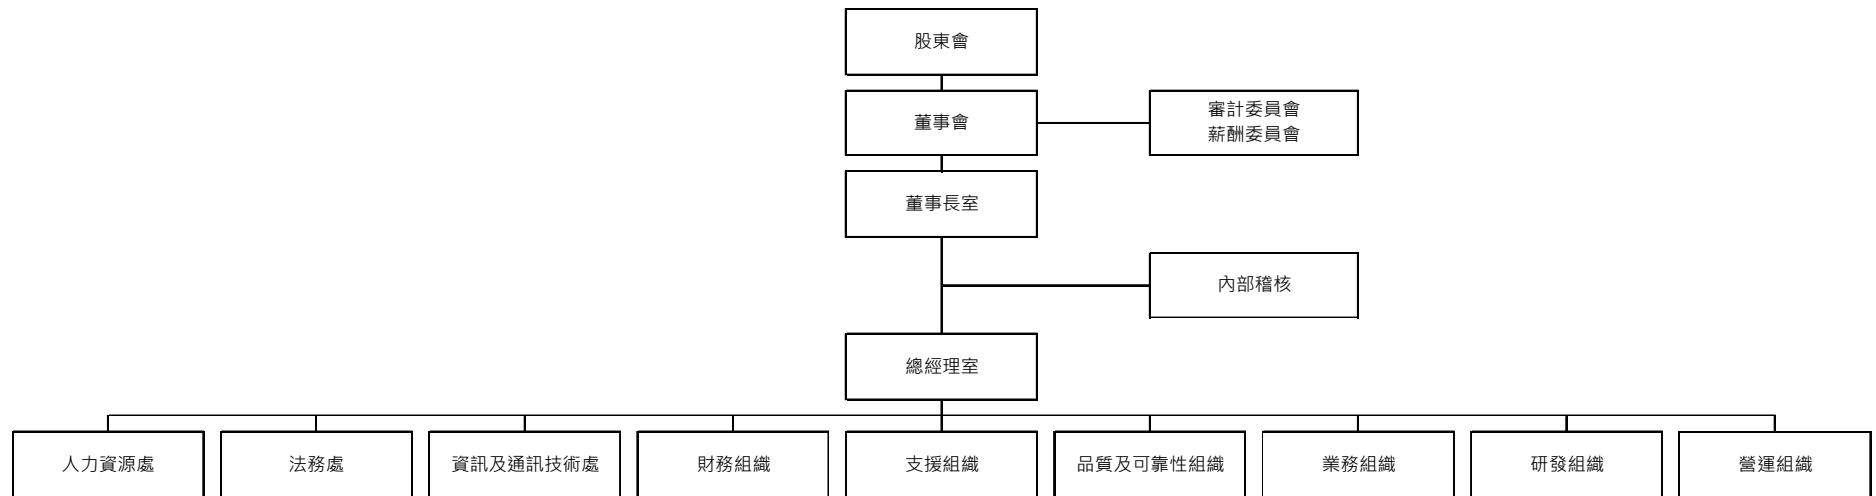 股東會
董事會
審計委員會
薪酬委員會
董事長室
內部稽核
總經理室
人力資源處
法務處
資訊及通訊技術處
財務組織
支援組織
品質及可靠性組織
業務組織
研發組織
營運組織